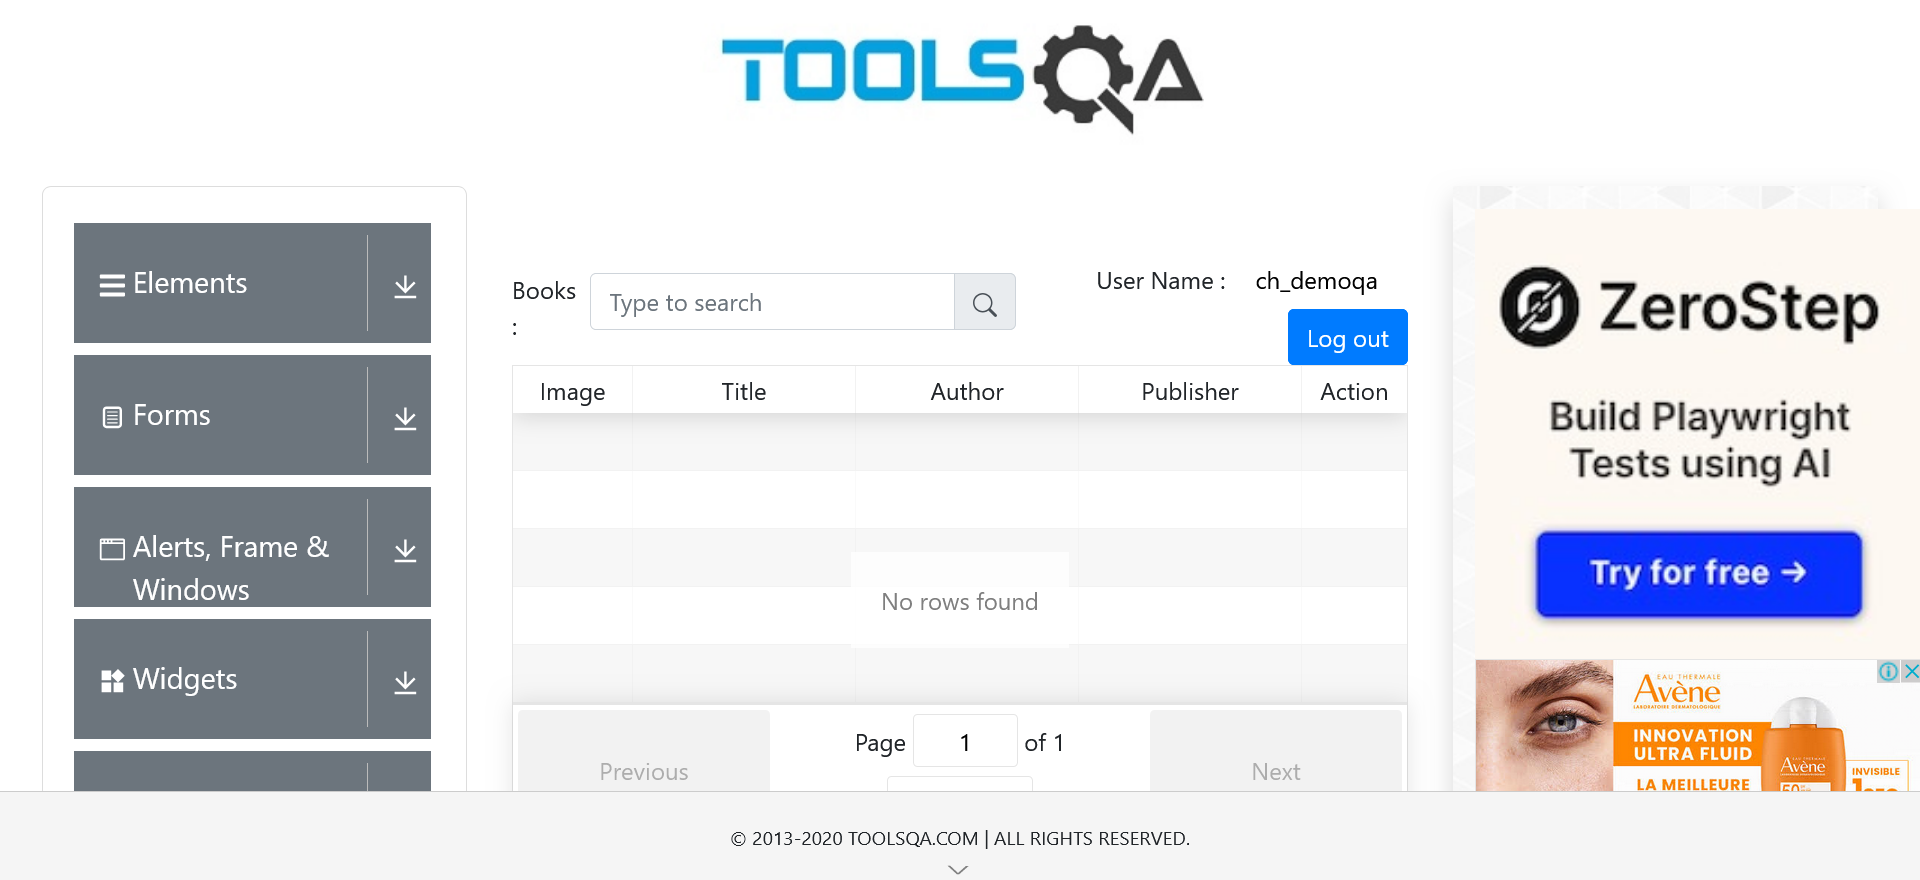 TOOLSQA
Elements
Forms
Alerts, Frame &
Windows
Widgets
Books
:
Type to search
User Name :
ch_demoqa
Log out
Image Title Author Publisher Action
No rows found
Previous
Page 1 of 1
Next
ZeroStep
Build Playwright
Tests using AI
Try for free →
EAU THERMALE
Avène
LABORATOIRE DERMATOLOGIQUE
INNOVATION
ULTRA FLUID
LA MEILLEURE
Avène
INVISIBLE
© 2013-2020 TOOLSQA.COM | ALL RIGHTS RESERVED.